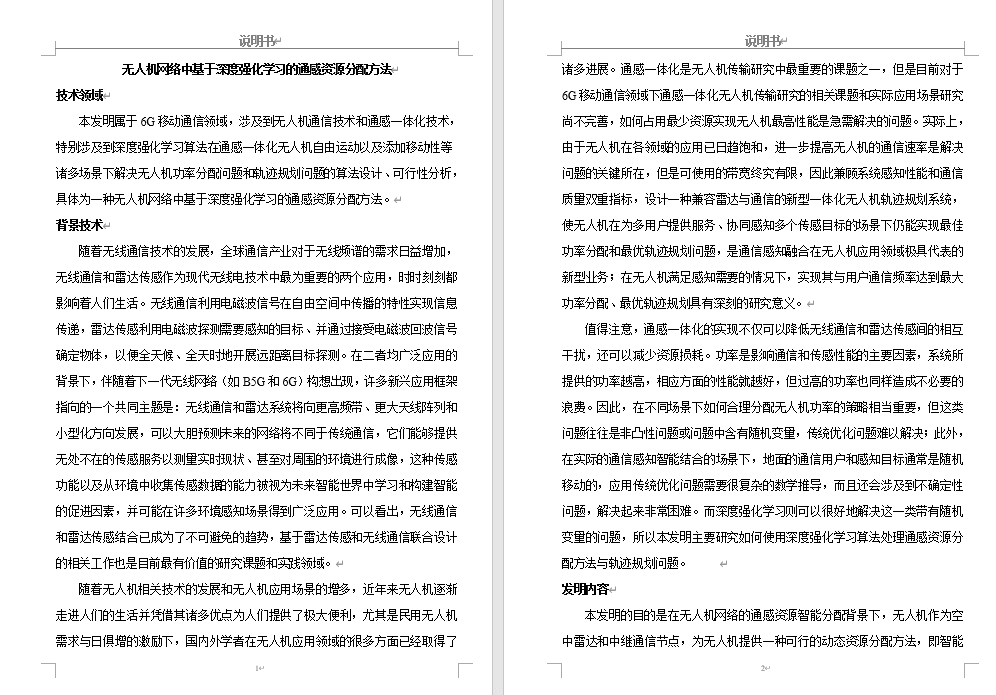 说明书
无人机网络中基于深度强化学习的通感资源分配方法
技术领域
本发明属于 6G 移动通信领域，涉及到无人机通信技术和通感一体化技术，
特别涉及到深度强化学习算法在通感一体化无人机自由运动以及添加移动性等
诸多场景下解决无人机功率分配问题和轨迹规划问题的算法设计、可行性分析，
具体为一种无人机网络中基于深度强化学习的通感资源分配方法。
背景技术
随着无线通信技术的发展，全球通信产业对于无线频谱的需求日益增加，
无线通信和雷达传感作为现代无线电技术中最为重要的两个应用，时时刻刻都
影响着人们生活。无线通信利用电磁波信号在自由空间中传播的特性实现信息
传递，雷达传感利用电磁波探测需要感知的目标、并通过接受电磁波回波信号
确定物体，以便全天候、全天时地开展远距离目标探测。在二者均广泛应用的
背景下，伴随着下一代无线网络（如 B5G 和 6G）构想出现，许多新兴应用框架
指向的一个共同主题是：无线通信和雷达系统将向更高频带、更大天线阵列和
小型化方向发展，可以大胆预测未来的网络将不同于传统通信，它们能够提供
无处不在的传感服务以测量实时现状、甚至对周围的环境进行成像，这种传感
功能以及从环境中收集传感数据的能力被视为未来智能世界中学习和构建智能
的促进因素，并可能在许多环境感知场景得到广泛应用。可以看出，无线通信
和雷达传感结合已成为了不可避免的趋势，基于雷达传感和无线通信联合设计
的相关工作也是目前最有价值的研究课题和实践领域。
随着无人机相关技术的发展和无人机应用场景的增多，近年来无人机逐渐
走进人们的生活并凭借其诸多优点为人们提供了极大便利，尤其是民用无人机
需求与日俱增的激励下，国内外学者在无人机应用领域的很多方面已经取得了
1
说明书
诸多进展。通感一体化是无人机传输研究中最重要的课题之一，但是目前对于
6G 移动通信领域下通感一体化无人机传输研究的相关课题和实际应用场景研究
尚不完善，如何占用最少资源实现无人机最高性能是急需解决的问题。实际上，
由于无人机在各领域的应用已日趋饱和，进一步提高无人机的通信速率是解决
问题的关键所在，但是可使用的带宽终究有限，因此兼顾系统感知性能和通信
质量双重指标，设计一种兼容雷达与通信的新型一体化无人机轨迹规划系统，
使无人机在为多用户提供服务、协同感知多个传感目标的场景下仍能实现最佳
功率分配和最优轨迹规划问题，是通信感知融合在无人机应用领域极具代表的
新型业务；在无人机满足感知需要的情况下，实现其与用户通信频率达到最大
功率分配、最优轨迹规划具有深刻的研究意义。
值得注意，通感一体化的实现不仅可以降低无线通信和雷达传感间的相互
干扰，还可以减少资源损耗。功率是影响通信和传感性能的主要因素，系统所
提供的功率越高，相应方面的性能就越好，但过高的功率也同样造成不必要的
浪费。因此，在不同场景下如何合理分配无人机功率的策略相当重要，但这类
问题往往是非凸性问题或问题中含有随机变量，传统优化问题难以解决；此外，
在实际的通信感知智能结合的场景下，地面的通信用户和感知目标通常是随机
移动的，应用传统优化问题需要很复杂的数学推导，而且还会涉及到不确定性
问题，解决起来非常困难。而深度强化学习则可以很好地解决这一类带有随机
变量的问题，所以本发明主要研究如何使用深度强化学习算法处理通感资源分
配方法与轨迹规划问题。
发明内容
本发明的目的是在无人机网络的通感资源智能分配背景下，无人机作为空
中雷达和中继通信节点，为无人机提供一种可行的动态资源分配方法，即智能
2